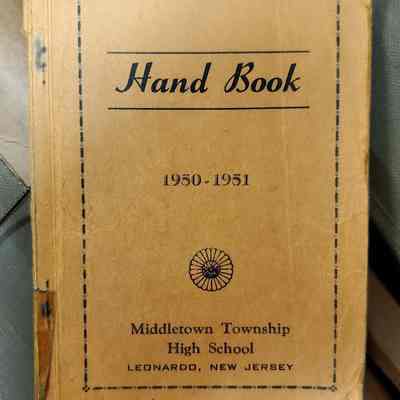 Hand Book
1950-1951
Middletown Township
High School
LEONARDO, NEW JERSEY